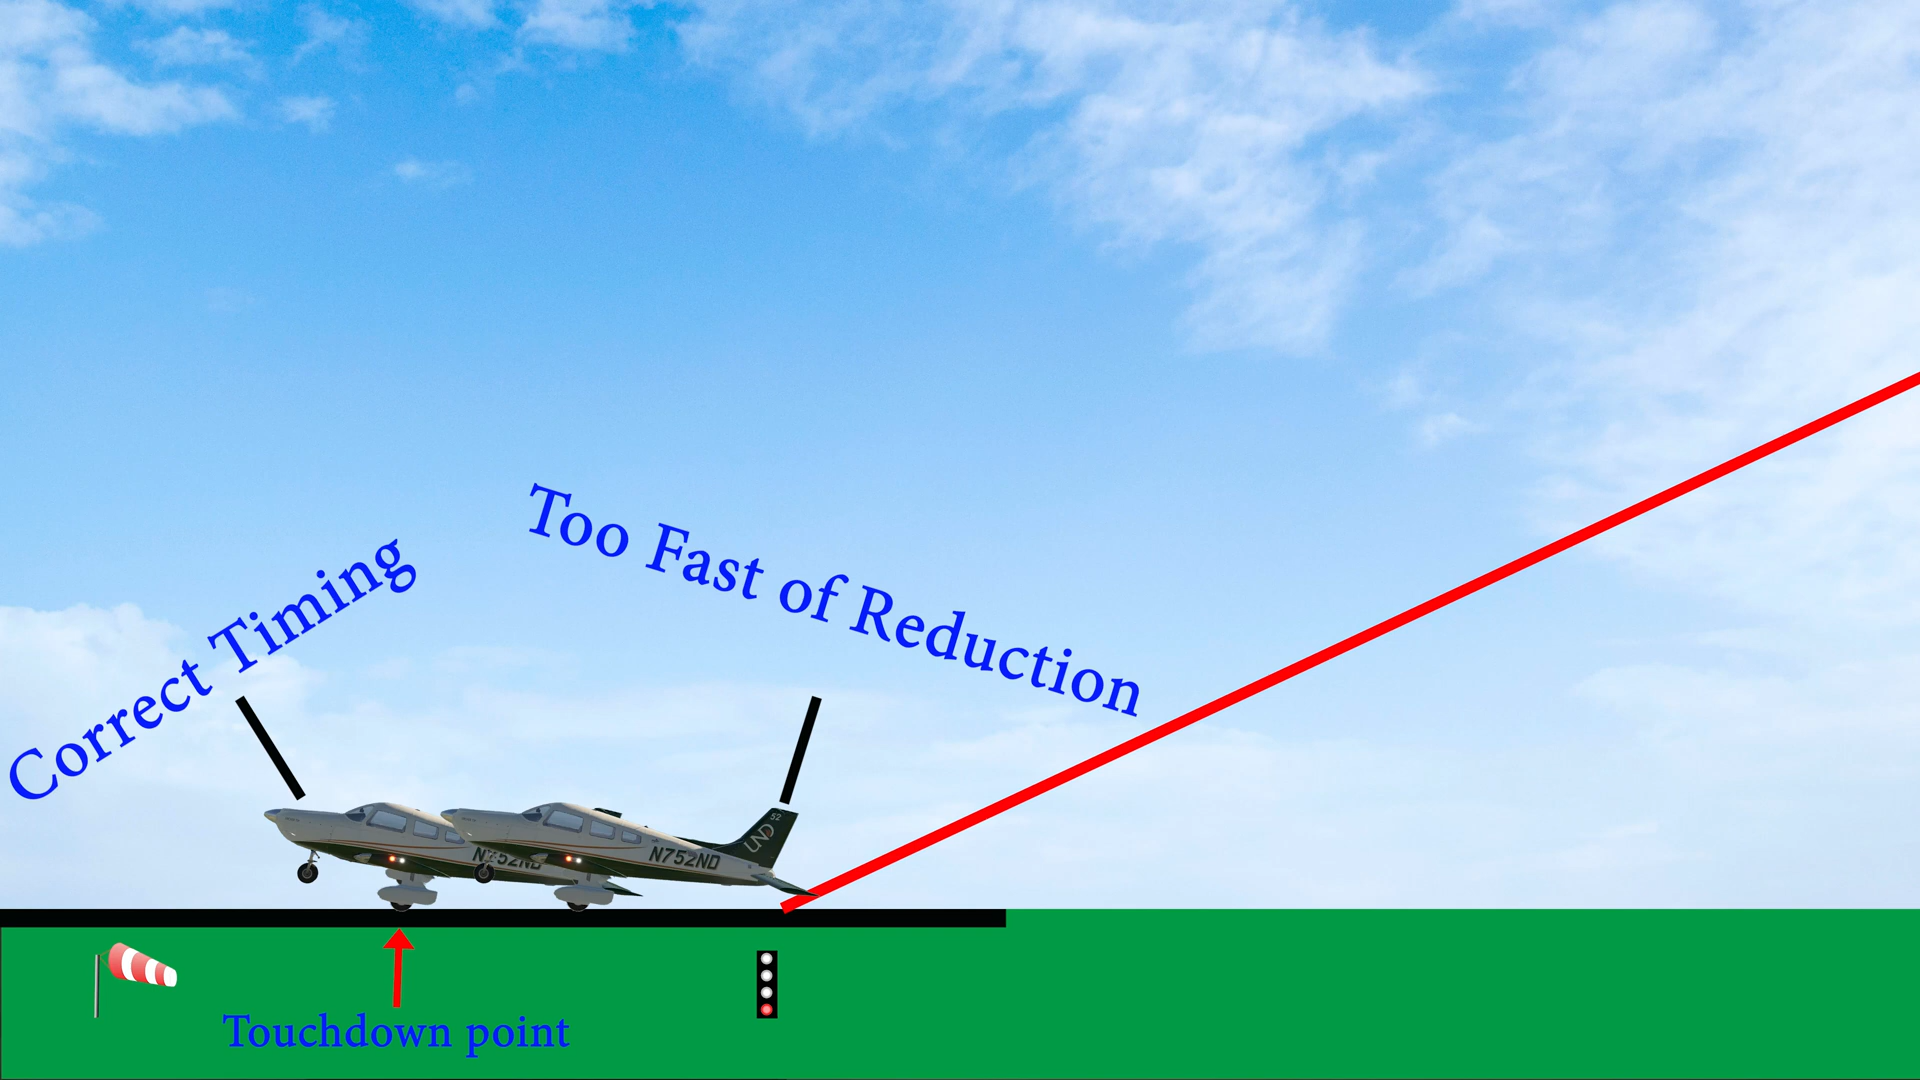 Too Fast of Reduction
Correct Timing
52
UND
N752ND
N752ND
Touchdown point